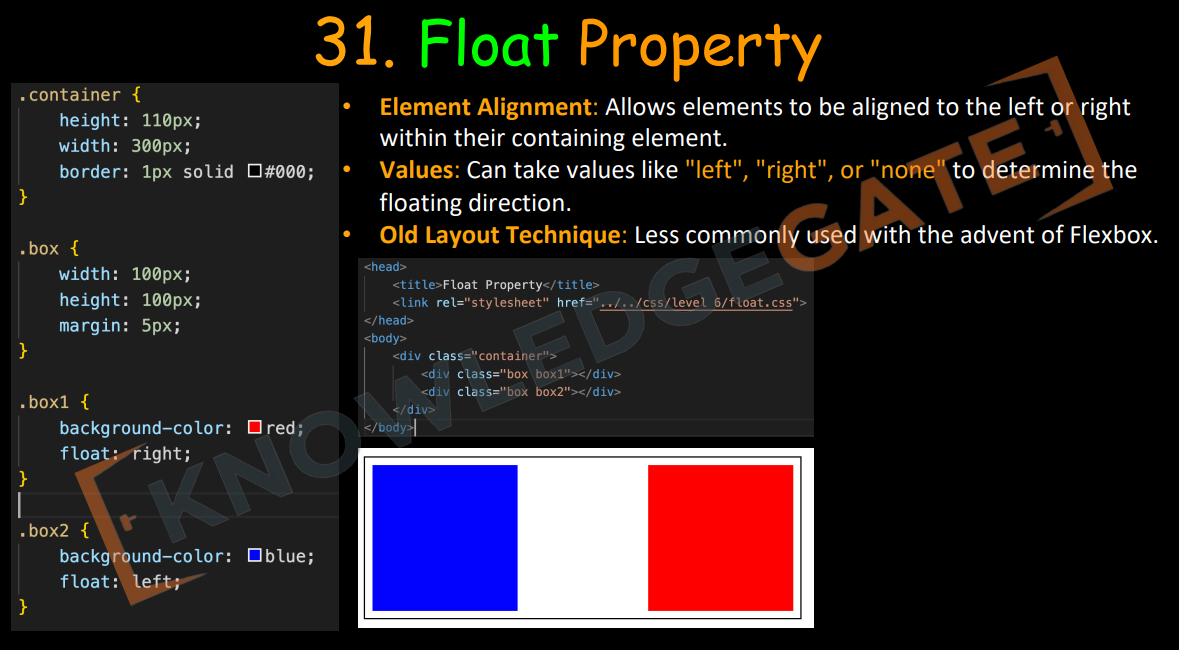 31. Float Property
.container {
height: 110px;
width: 300px;
border: 1px solid #000;
}
.box {
width: 100px;
height: 100px;
margin: 5px;
}
.box1 {
background-color: red;
float: right;
}
.box2 {
background-color: blue;
float: left;
}
• Element Alignment: Allows elements to be aligned to the left or right
within their containing element.
• Values: Can take values like "left", "right", or "none" to determine the
floating direction.
• Old Layout Technique: Less commonly used with the advent of Flexbox.
<head>
<title>Float Property</title>
<link rel="stylesheet" href="../../css/level 6/float.css">
</head>
<body>
<div class="container">
<div class="box box1"></div>
<div class="box box2"></div>
</div>
</body>
KNOWLEDGEGATE